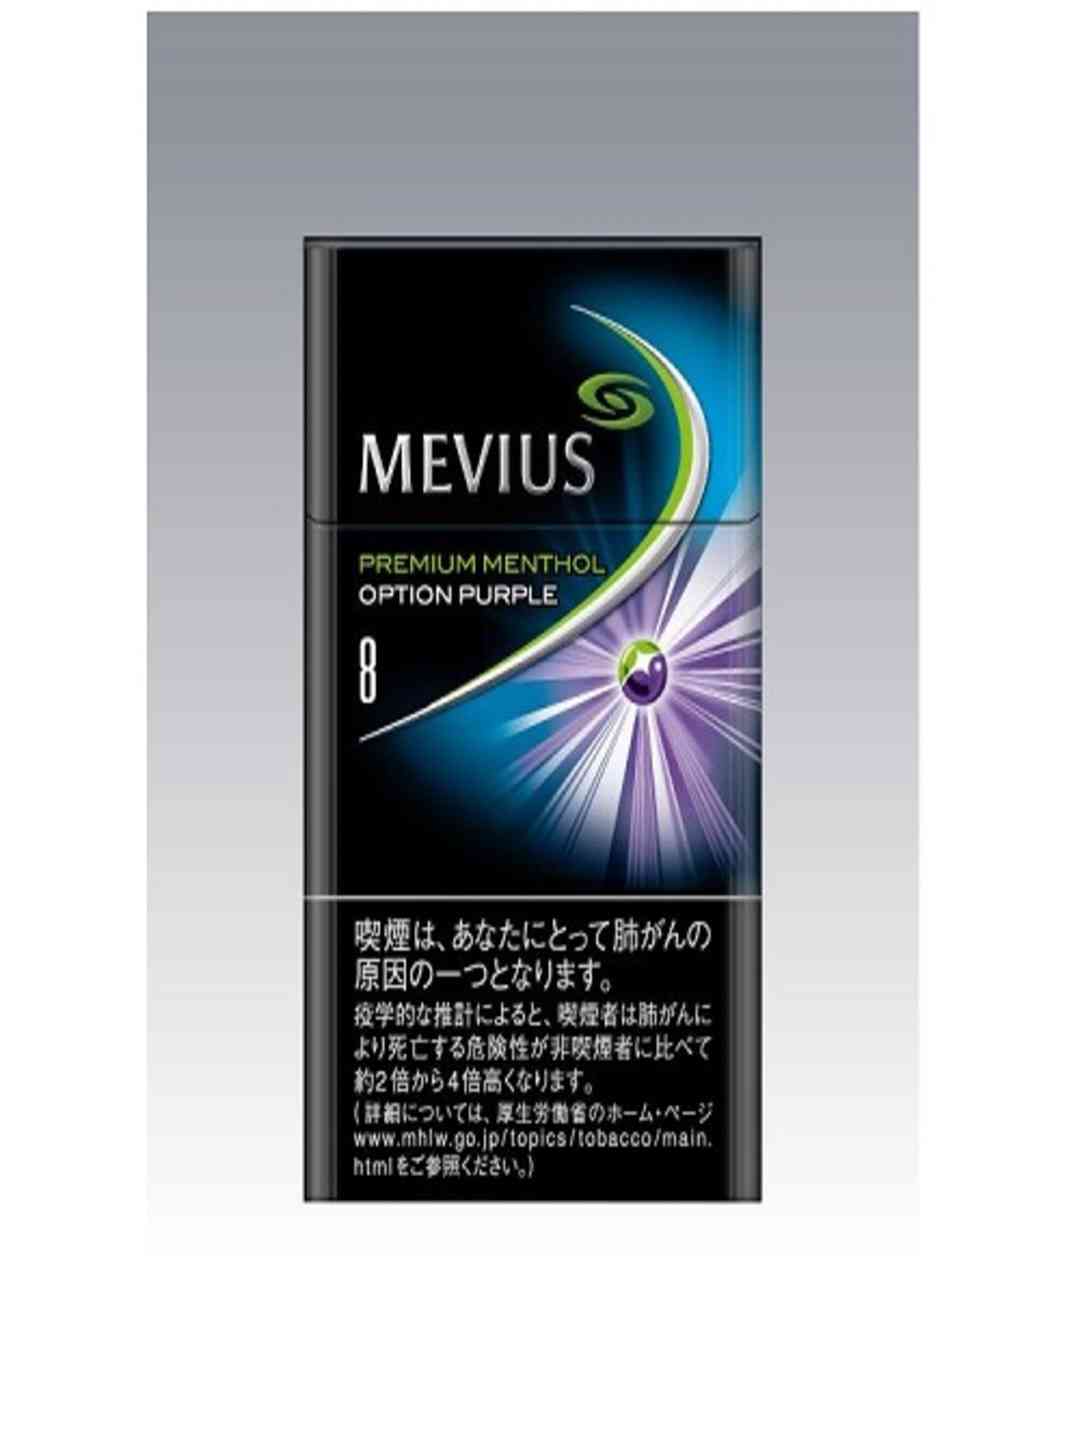 MEVIUS
PREMIUM MENTHOL
OPTION PURPLE
8
喫煙は、あなたにとって肺がんの
原因の一つとなります。
疫学的な推計によると、喫煙者は肺がんに
より死亡する危険性が非喫煙者に比べて
約2倍から4倍高くなります。
(詳細については、厚生労働省のホーム・ページ
www.mhlw.go.jp/topics/tobacco/main.
htmlをご参照ください。)